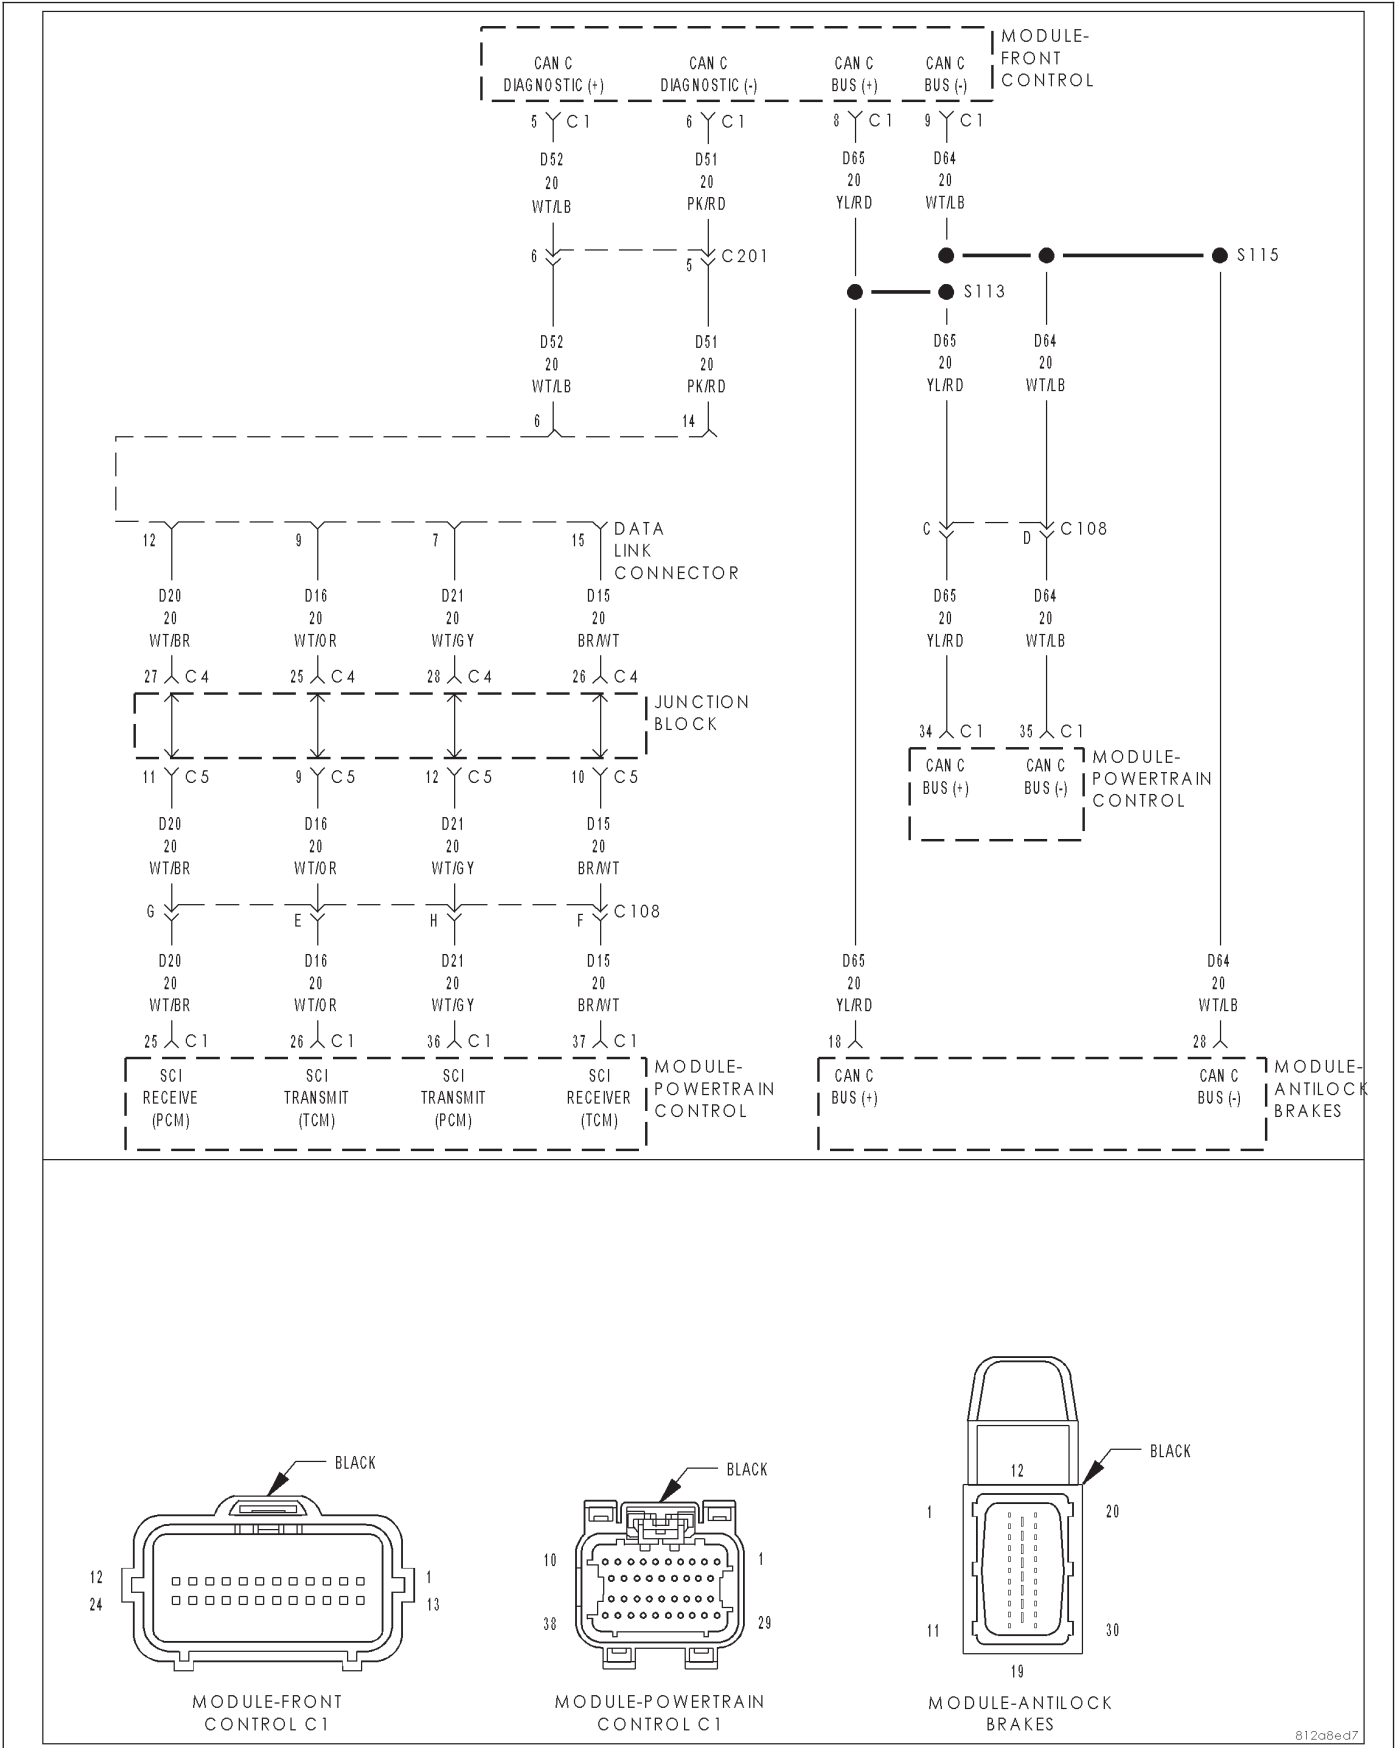 MODULE-
FRONT
CONTROL
CAN C CAN C CAN C CAN C
DIAGNOSTIC (+) DIAGNOSTIC (-) BUS (+) BUS (-)
5 C1 6 C1 8 C1 9 C1
D52 D51 D65 D64
20 20 20 20
WT/LB PK/RD YL/RD WT/LB
6 5 C201 S115
S113
D52 D51 D65 D64
20 20 20 20
WT/LB PK/RD YL/RD WT/LB
6 14
12 9 7 15 DATA
LINK
CONNECTOR
C D C108
D20 D16 D21 D15 D65 D64
20 20 20 20 20 20
WT/BR WT/OR WT/GY BR/WT YL/RD WT/LB
27 C4 25 C4 28 C4 26 C4
JUNCTION
BLOCK
34 C1 35 C1
CAN C CAN C
BUS (+) BUS (-)
MODULE-
POWERTRAIN
CONTROL
11 C5 9 C5 12 C5 10 C5
D20 D16 D21 D15
20 20 20 20
WT/BR WT/OR WT/GY BR/WT
G E H F C108
D20 D16 D21 D15 D65 D64
20 20 20 20 20 20
WT/BR WT/OR WT/GY BR/WT YL/RD WT/LB
25 C1 26 C1 36 C1 37 C1 18 28
SCI SCI SCI SCI
RECEIVE TRANSMIT TRANSMIT RECEIVER
(PCM) (TCM) (PCM) (TCM)
MODULE-
POWERTRAIN
CONTROL
CAN C CAN C
BUS (+) BUS (-)
MODULE-
ANTILOCK
BRAKES
BLACK
12 1
24 13
MODULE-FRONT
CONTROL C1
BLACK
10 1
38 29
MODULE-POWERTRAIN
CONTROL C1
BLACK
12
1 20
11 30
19
MODULE-ANTILOCK
BRAKES
812a8ed7